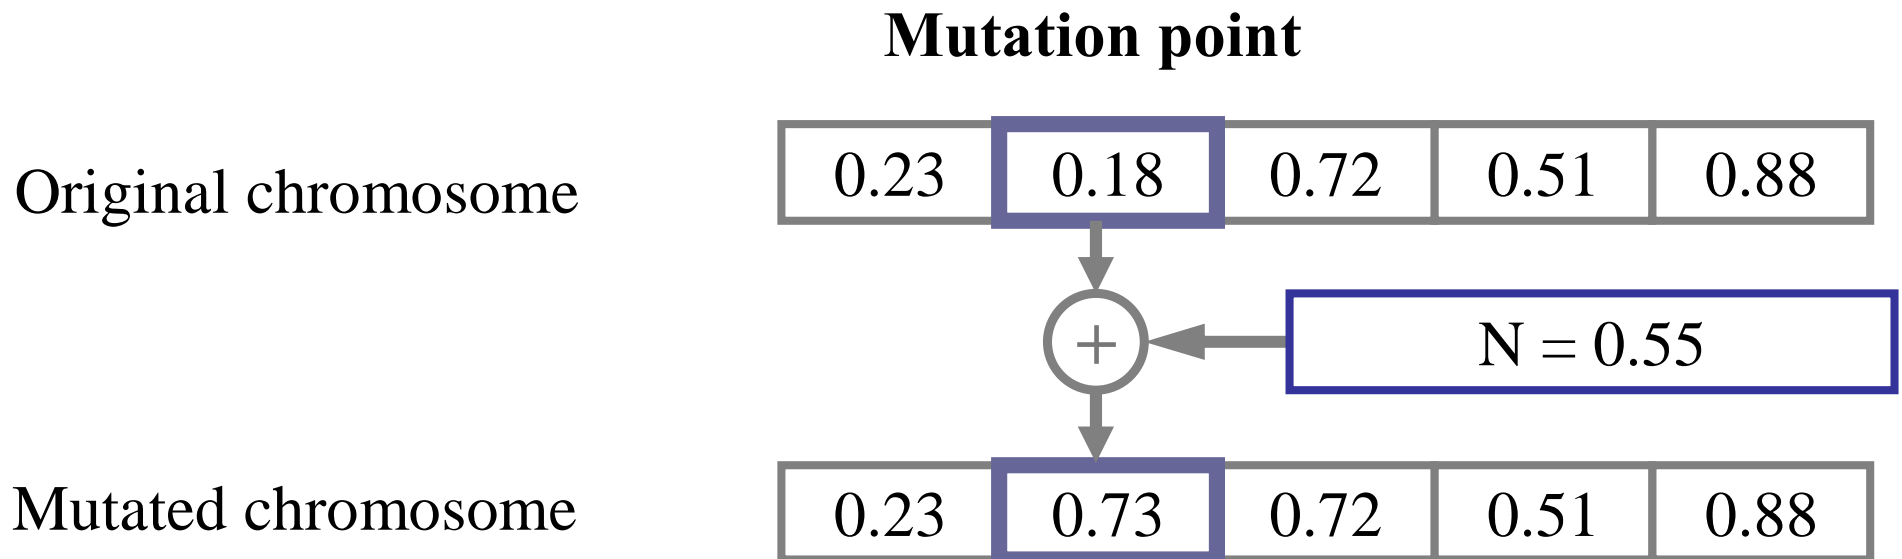 Mutation point
Original chromosome 0.23 0.18 0.72 0.51 0.88
+ N = 0.55
Mutated chromosome 0.23 0.73 0.72 0.51 0.88